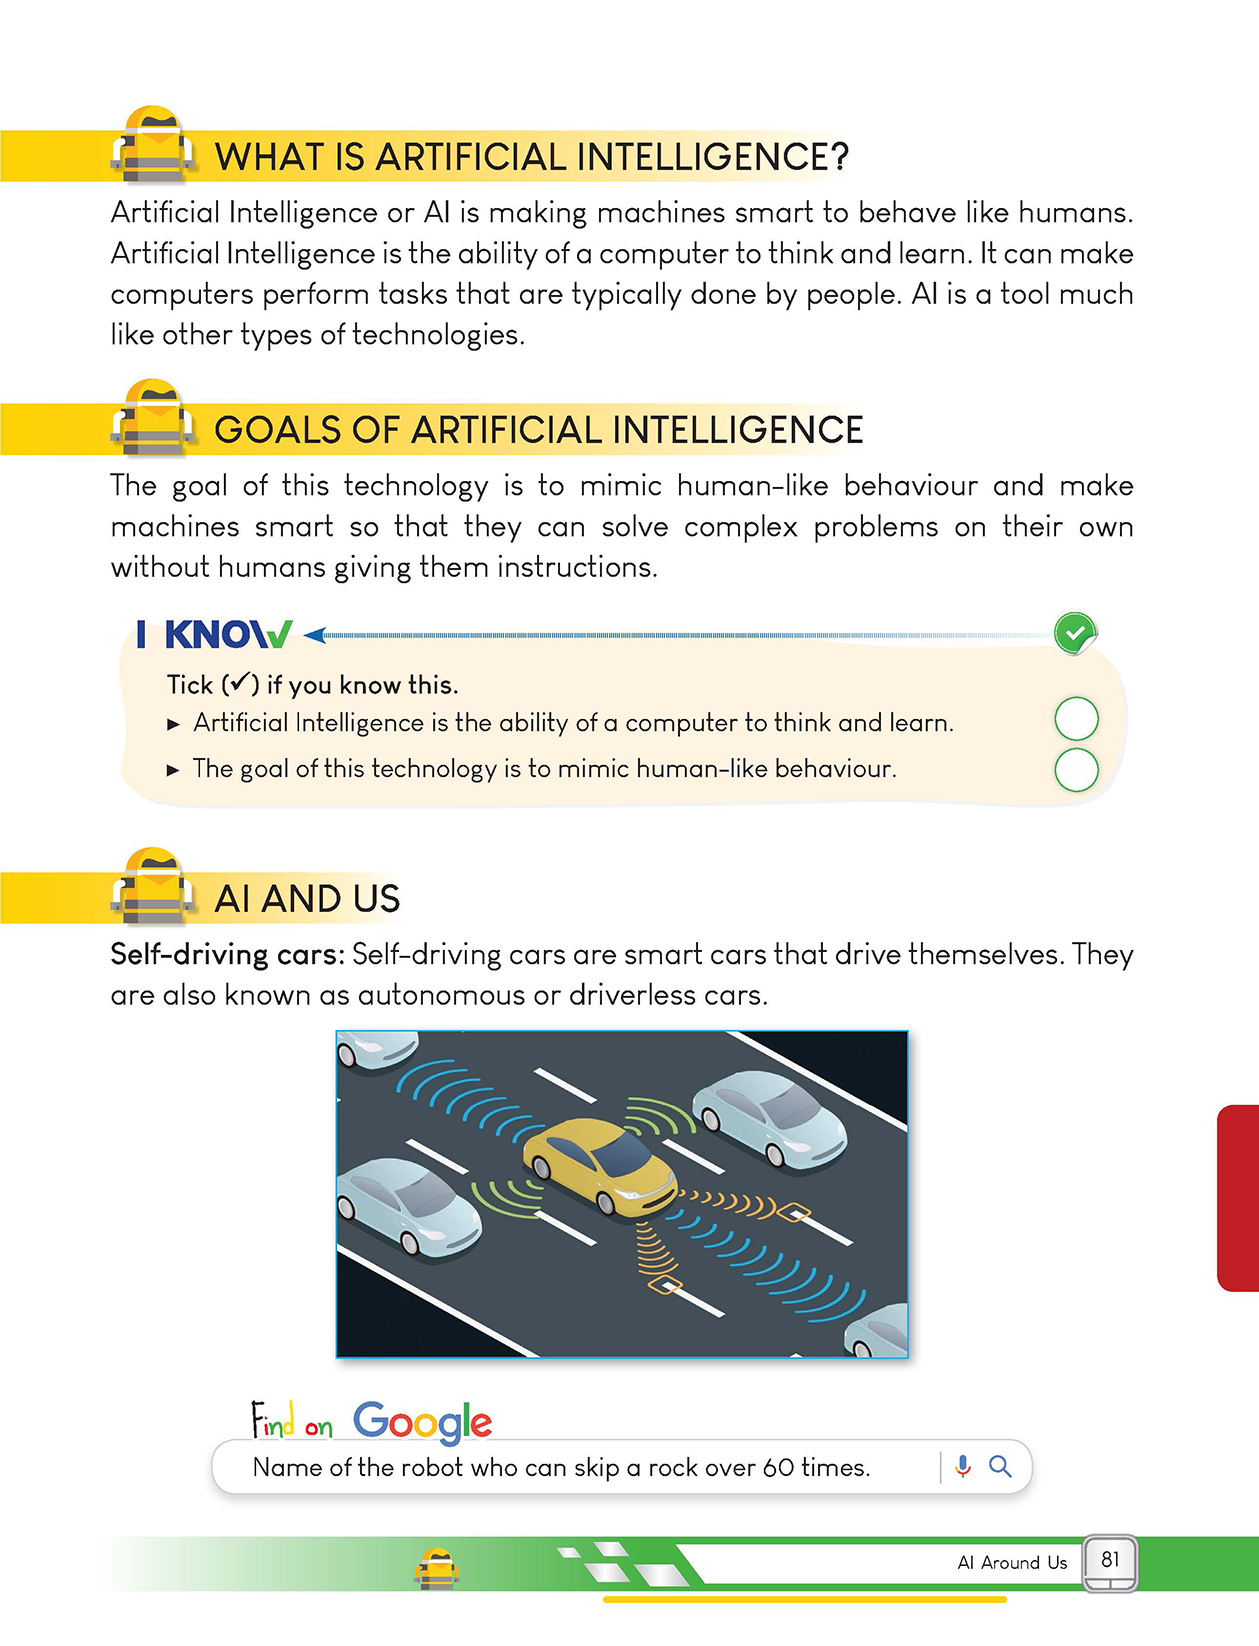 WHAT IS ARTIFICIAL INTELLIGENCE?
Artificial Intelligence or AI is making machines smart to behave like humans.
Artificial Intelligence is the ability of a computer to think and learn. It can make
computers perform tasks that are typically done by people. AI is a tool much
like other types of technologies.
GOALS OF ARTIFICIAL INTELLIGENCE
The goal of this technology is to mimic human-like behaviour and make
machines smart so that they can solve complex problems on their own
without humans giving them instructions.
I KNOW
Tick (✓) if you know this.
► Artificial Intelligence is the ability of a computer to think and learn.
► The goal of this technology is to mimic human-like behaviour.
AI AND US
Self-driving cars: Self-driving cars are smart cars that drive themselves. They
are also known as autonomous or driverless cars.
Find on Google
Name of the robot who can skip a rock over 60 times.
AI Around Us 81